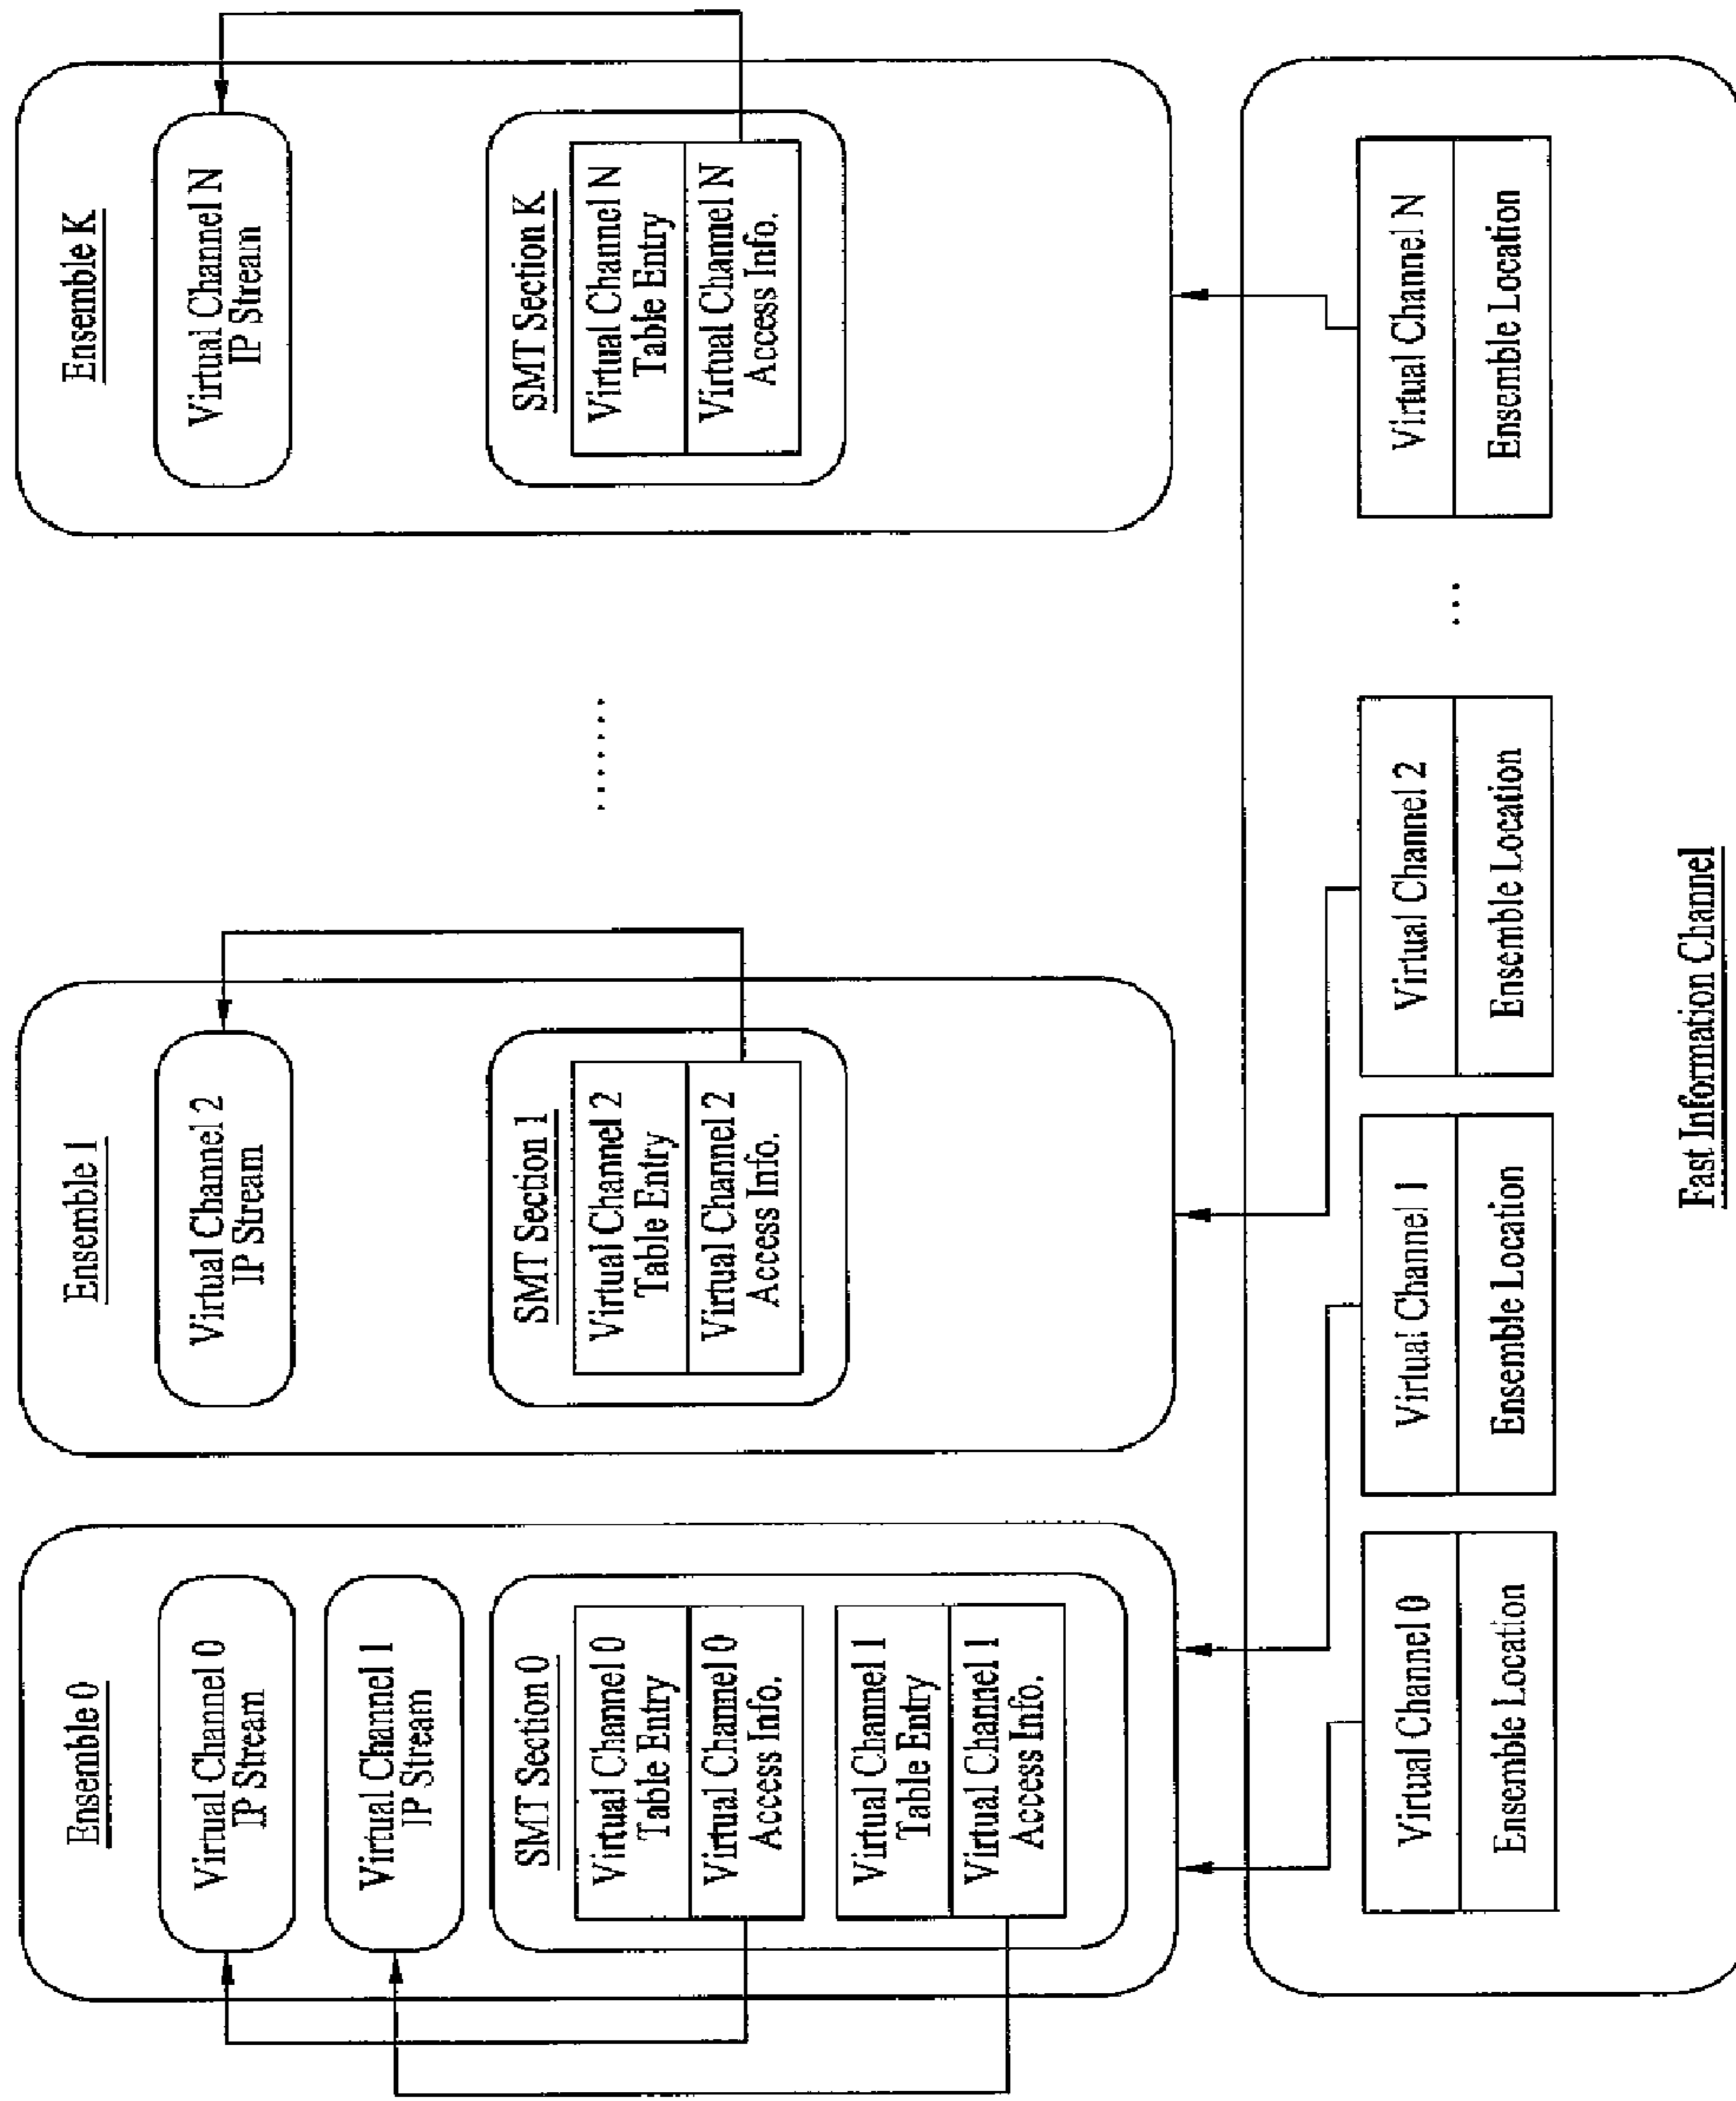 Ensemble 0
Virtual Channel 0
IP Stream
Virtual Channel 1
IP Stream
SMT Section 0
Virtual Channel 0
Table Entry
Virtual Channel 0
Access Info.
Virtual Channel 1
Table Entry
Virtual Channel 1
Access Info.
Ensemble 1
Virtual Channel 2
IP Stream
SMT Section 1
Virtual Channel 2
Table Entry
Virtual Channel 2
Access Info.
........
Ensemble K
Virtual Channel N
IP Stream
SMT Section K
Virtual Channel N
Table Entry
Virtual Channel N
Access Info.
Virtual Channel 0
Ensemble Location
Virtual Channel 1
Ensemble Location
Virtual Channel 2
Ensemble Location
...
Virtual Channel N
Ensemble Location
Fast Information Channel